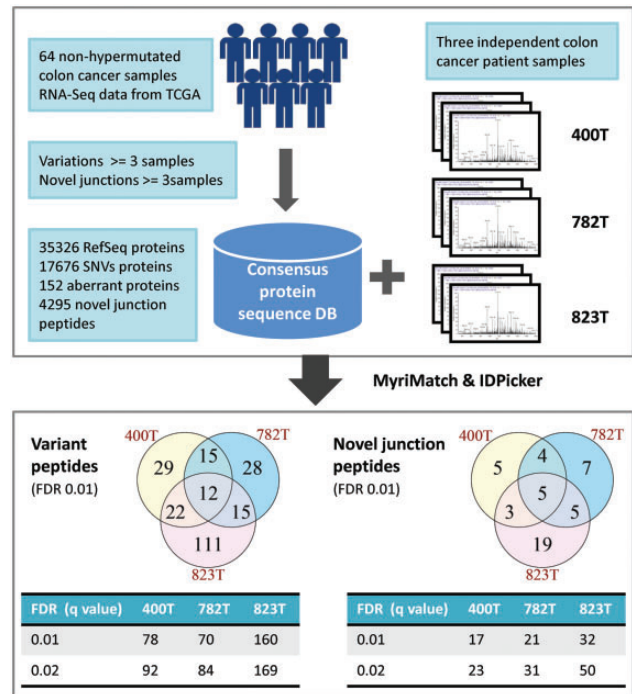 64 non-hypermutated
colon cancer samples
RNA-Seq data from TCGA
Three independent colon
cancer patient samples
Variations >= 3 samples
Novel junctions >= 3samples
400T
782T
823T
35326 RefSeq proteins
17676 SNVs proteins
152 aberrant proteins
4295 novel junction
peptides
Consensus
protein
sequence DB
MyriMatch & IDPicker
Variant
peptides
(FDR 0.01)
400T
782T
29
15
28
12
22
15
111
823T
Novel junction
peptides
(FDR 0.01)
400T
782T
5
4
7
5
3
5
19
823T
FDR (q value) 400T 782T 823T
0.01 78 70 160
0.02 92 84 169
FDR (q value) 400T 782T 823T
0.01 17 21 32
0.02 23 31 50